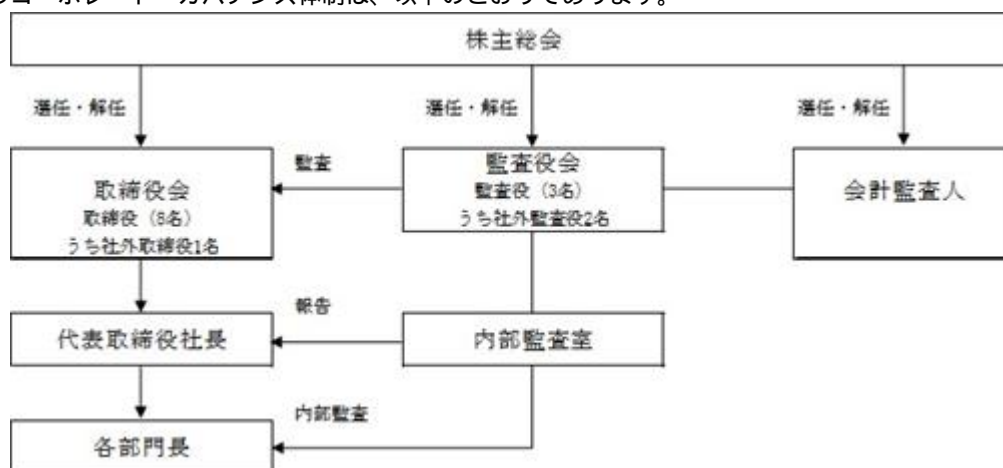 のコーポレート・ガバナンス体制は、以下のとおりであります。
株主総会
選任・解任
選任・解任
選任・解任
取締役会
取締役（8名）
うち社外取締役1名
監査
監査役会
監査役（3名）
うち社外監査役2名
会計監査人
代表取締役社長
報告
内部監査室
内部監査
各部門長